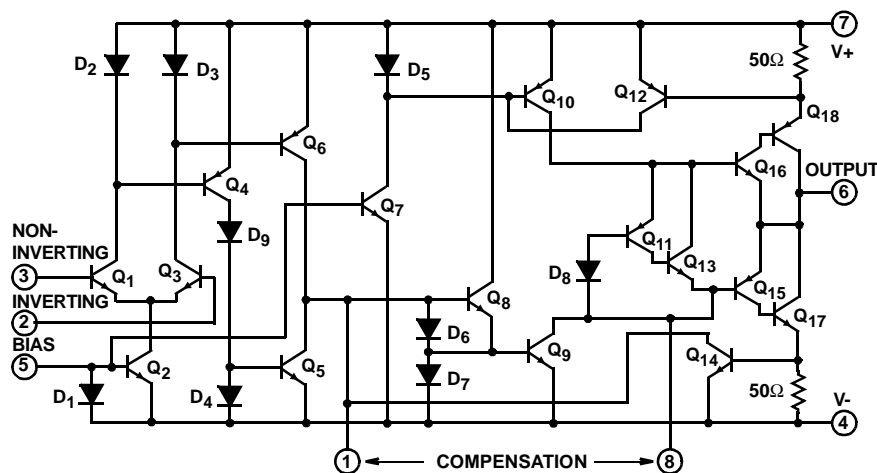 7
V+
D2
D3
D5
50Ω
Q10
Q12
Q18
Q6
Q16
OUTPUT
6
Q4
Q7
NON-
INVERTING
3
Q1
Q3
D9
Q11
Q13
D8
Q8
Q15
INVERTING
2
BIAS
5
D6
Q17
Q2
Q5
Q9
Q14
D1
D4
D7
50Ω
V-
4
1
COMPENSATION
8